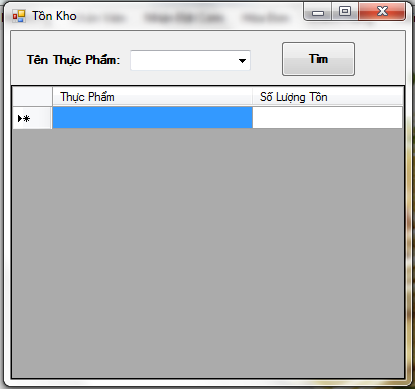 Tồn Kho
Tên Thực Phẩm:
Tìm
Thực Phẩm
Số Lượng Tồn